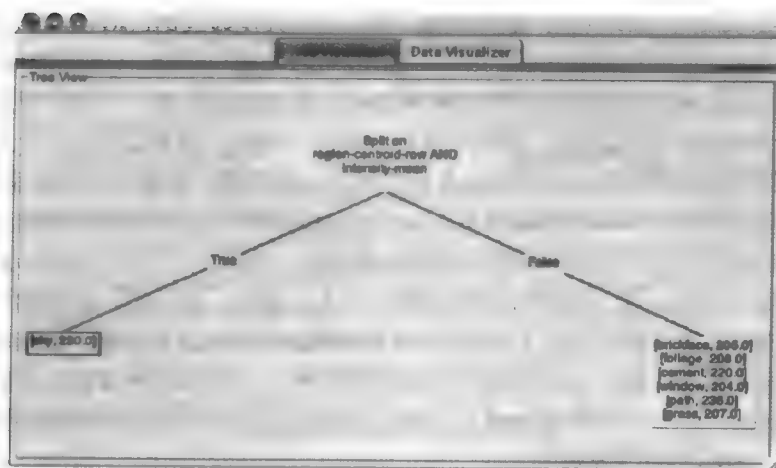 Data Visualizer
Tree View
Split on
region-centroid-row AND
intensity-mean
True
False
[sky, 220.0]
[brickface, 205.0]
[foliage, 208.0]
[cement, 220.0]
[window, 204.0]
[path, 236.0]
[grass, 207.0]